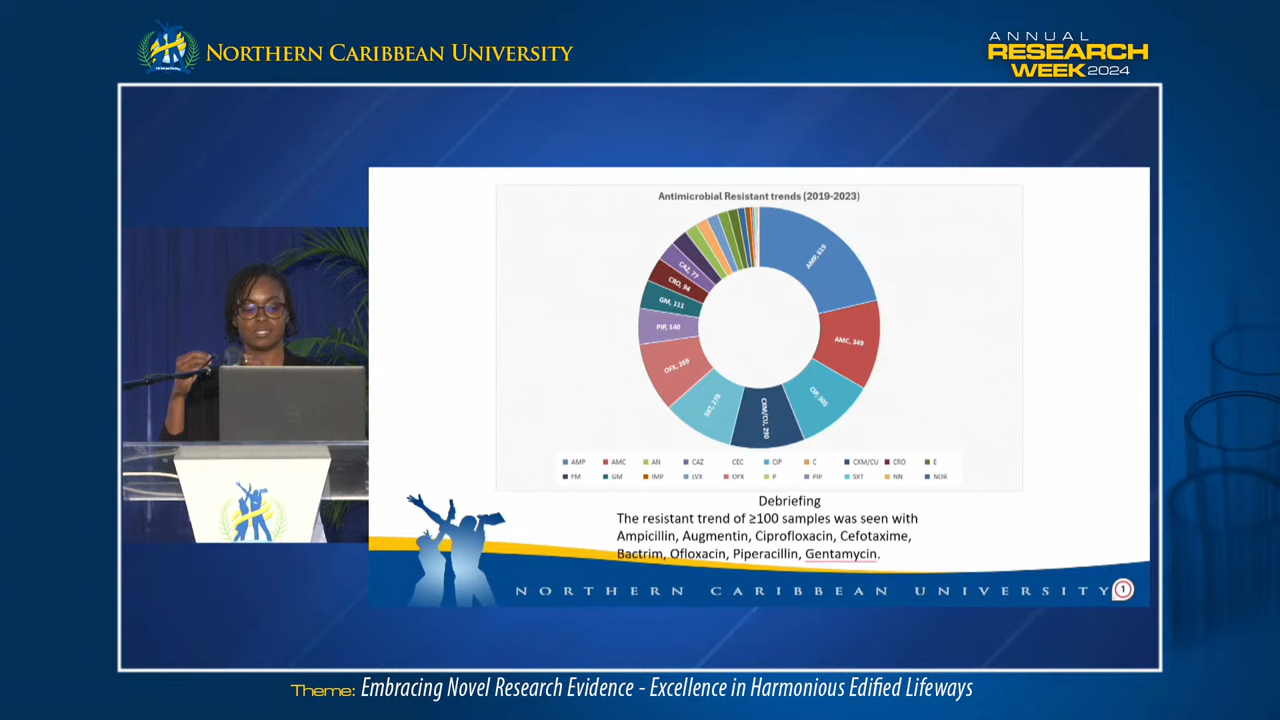 NORTHERN CARIBBEAN UNIVERSITY
ANNUAL
RESEARCH
WEEK 2024
Antimicrobial Resistant trends (2019-2023)
AMP, 619
AMC, 349
CIP, 305
CXM/CU, 290
SXT, 278
OFX, 269
PIP, 140
GM, 111
CRO, 94
CAZ, 77
AMP AMC AN CAZ CEC CIP C CXM/CU CRO E
FM GM IMP LVX OFX P PIP SXT NN NOR
Debriefing
The resistant trend of ≥100 samples was seen with
Ampicillin, Augmentin, Ciprofloxacin, Cefotaxime,
Bactrim, Ofloxacin, Piperacillin, Gentamycin.
NORTHERN CARIBBEAN UNIVERSITY
1
Theme: Embracing Novel Research Evidence - Excellence in Harmonious Edified Lifeways